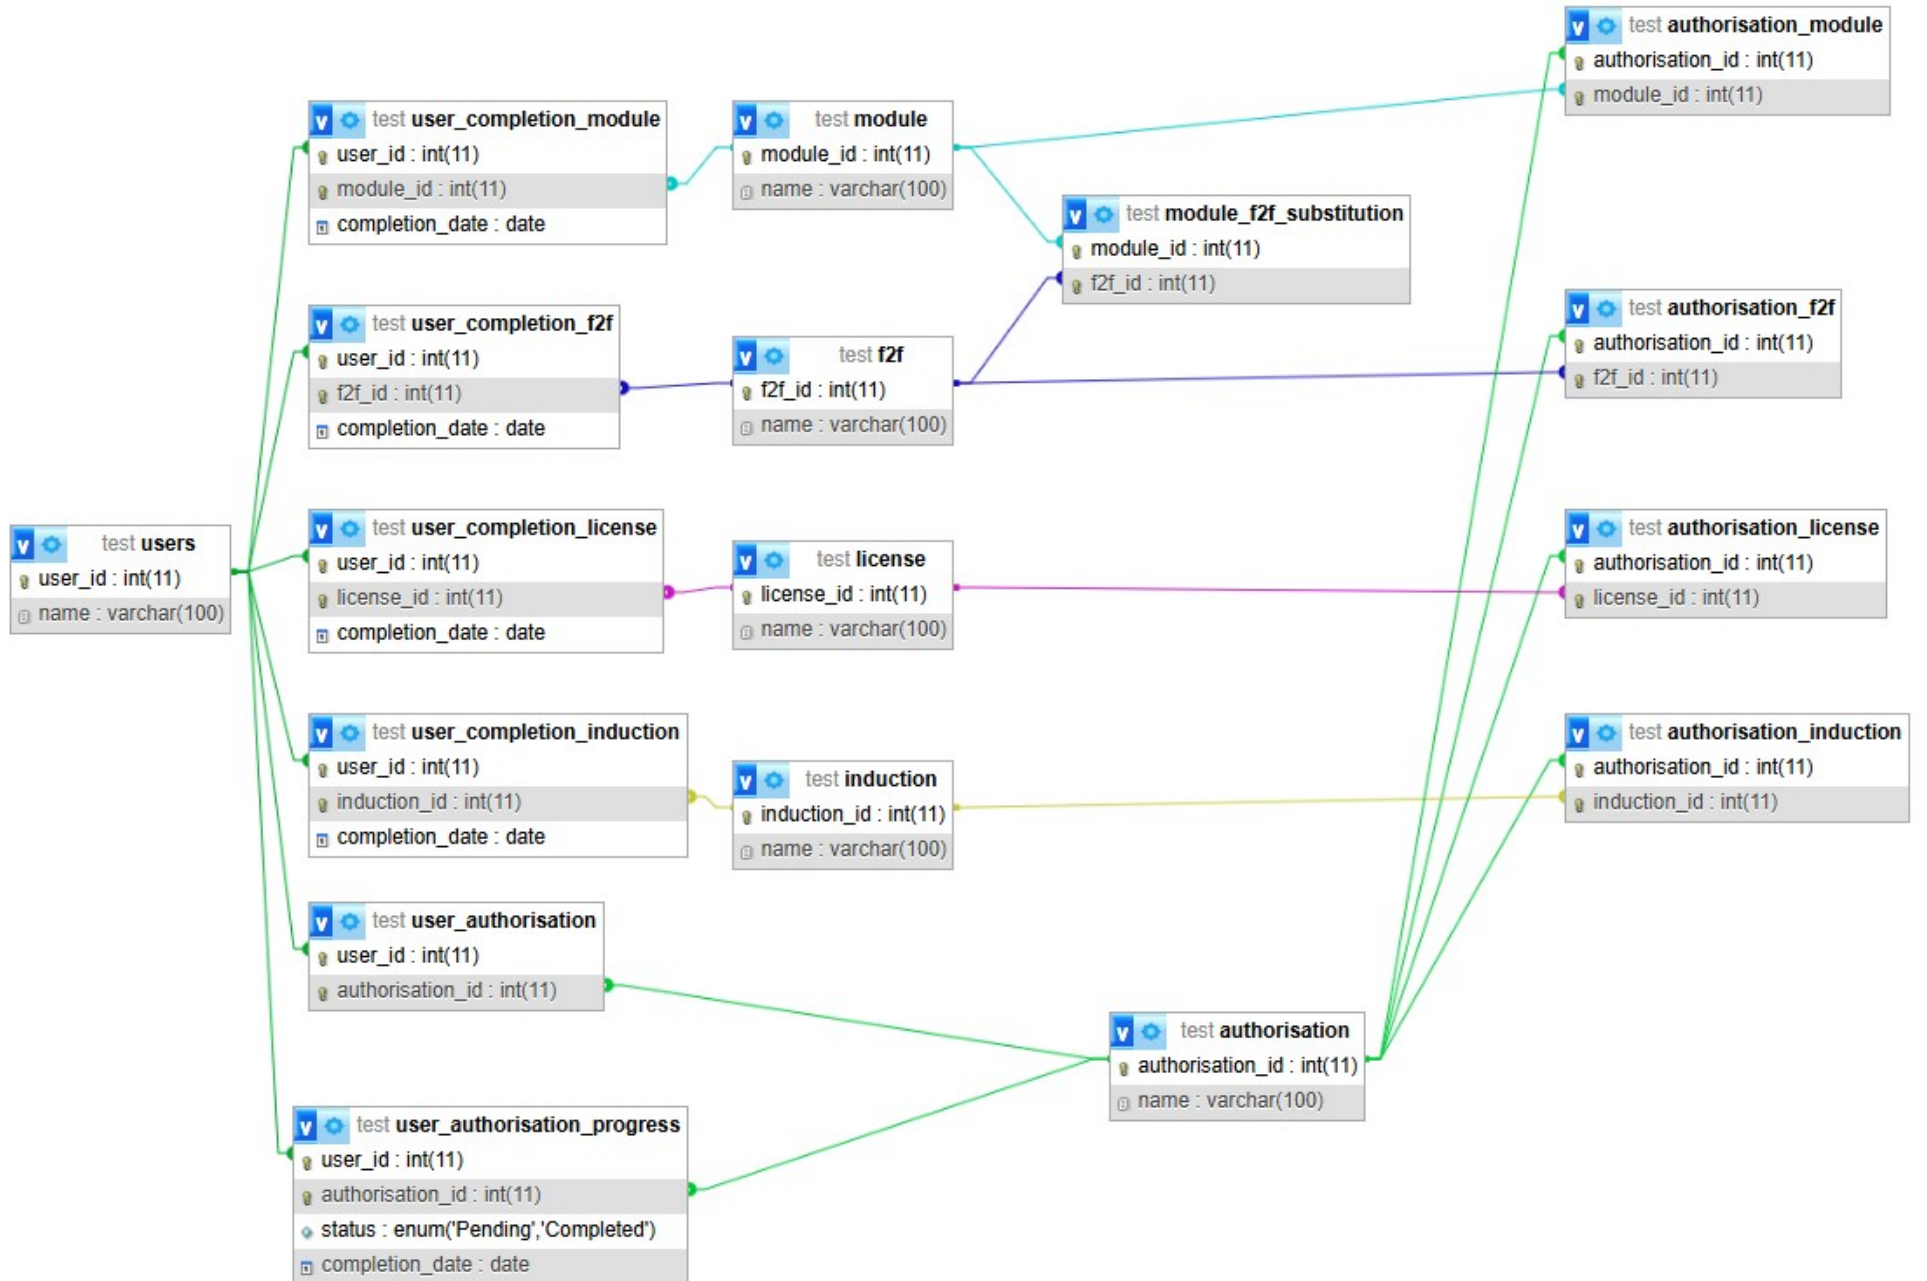 v test authorisation_module
authorisation_id : int(11)
module_id : int(11)
v test user_completion_module
user_id : int(11)
module_id : int(11)
completion_date : date
v test module
module_id : int(11)
name : varchar(100)
v test module_f2f_substitution
module_id : int(11)
f2f_id : int(11)
v test authorisation_f2f
authorisation_id : int(11)
f2f_id : int(11)
v test user_completion_f2f
user_id : int(11)
f2f_id : int(11)
completion_date : date
v test f2f
f2f_id : int(11)
name : varchar(100)
v test users
user_id : int(11)
name : varchar(100)
v test user_completion_license
user_id : int(11)
license_id : int(11)
completion_date : date
v test license
license_id : int(11)
name : varchar(100)
v test authorisation_license
authorisation_id : int(11)
license_id : int(11)
v test user_completion_induction
user_id : int(11)
induction_id : int(11)
completion_date : date
v test induction
induction_id : int(11)
name : varchar(100)
v test authorisation_induction
authorisation_id : int(11)
induction_id : int(11)
v test user_authorisation
user_id : int(11)
authorisation_id : int(11)
v test authorisation
authorisation_id : int(11)
name : varchar(100)
v test user_authorisation_progress
user_id : int(11)
authorisation_id : int(11)
status : enum('Pending','Completed')
completion_date : date